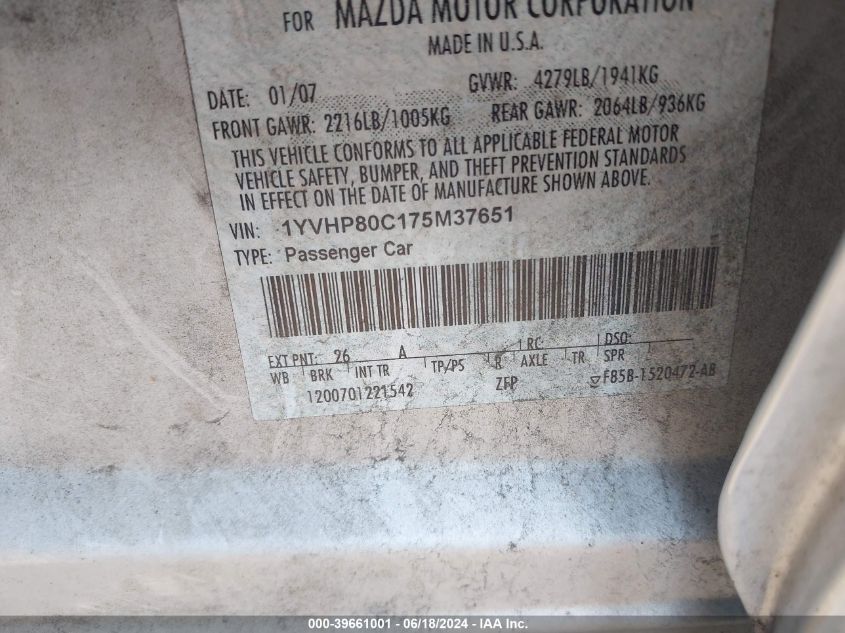 FOR MAZDA MOTOR CORPORATION
MADE IN U.S.A.
DATE: 01/07 GVWR: 4279LB/1941KG
FRONT GAWR: 2216LB/1005KG REAR GAWR: 2064LB/936KG
THIS VEHICLE CONFORMS TO ALL APPLICABLE FEDERAL MOTOR
VEHICLE SAFETY, BUMPER, AND THEFT PREVENTION STANDARDS
IN EFFECT ON THE DATE OF MANUFACTURE SHOWN ABOVE.
VIN: 1YVHP80C175M37651
TYPE: Passenger Car
EXT PNT: 26 A RC: DSO:
WB BRK INT TR TP/PS R AXLE TR SPR
1200701221542 ZFP F85B-1520472-AB
000-39661001 - 06/18/2024 - IAA Inc.